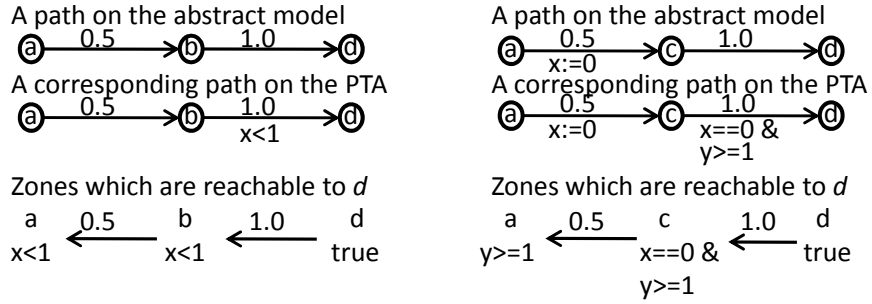 A path on the abstract model
a 0.5 b 1.0 d
A corresponding path on the PTA
a 0.5 b 1.0 d
x<1
Zones which are reachable to d
a 0.5 b 1.0 d
x<1 x<1 true
A path on the abstract model
a 0.5 c 1.0 d
x:=0
A corresponding path on the PTA
a 0.5 c 1.0 d
x:=0 x==0 &
y>=1
Zones which are reachable to d
a 0.5 c 1.0 d
y>=1 x==0 & true
y>=1